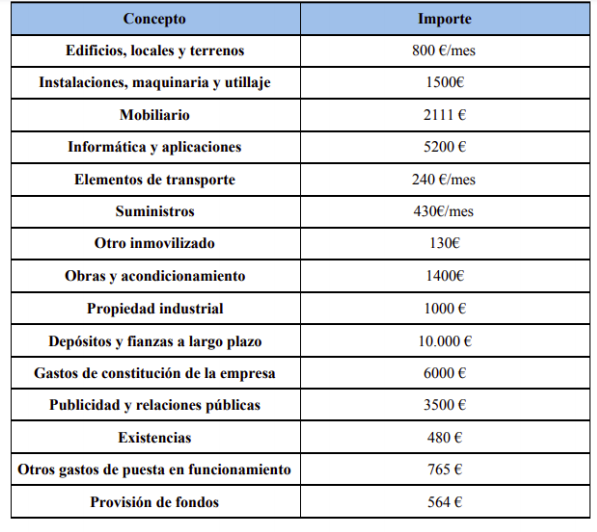 Concepto Importe
Edificios, locales y terrenos 800 €/mes
Instalaciones, maquinaria y utillaje 1500€
Mobiliario 2111 €
Informática y aplicaciones 5200 €
Elementos de transporte 240 €/mes
Suministros 430€/mes
Otro inmovilizado 130€
Obras y acondicionamiento 1400€
Propiedad industrial 1000 €
Depósitos y fianzas a largo plazo 10.000 €
Gastos de constitución de la empresa 6000 €
Publicidad y relaciones públicas 3500 €
Existencias 480 €
Otros gastos de puesta en funcionamiento 765 €
Provisión de fondos 564 €